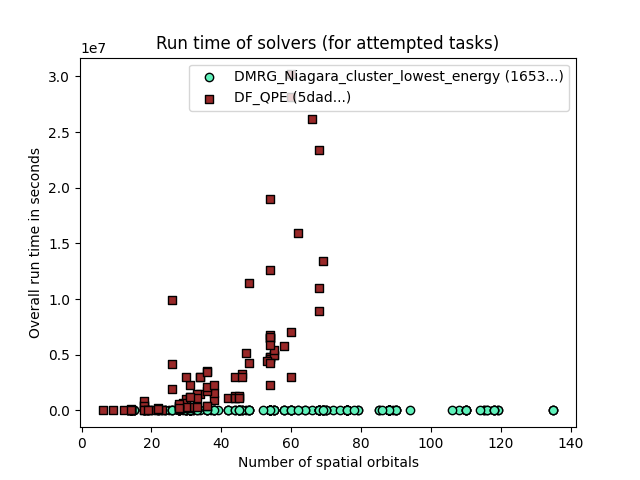 Run time of solvers (for attempted tasks)
1e7
DMRG_Niagara_cluster_lowest_energy (1653...)
DF_QPE (5dad...)
3.0
2.5
2.0
1.5
1.0
0.5
0.0
Overall run time in seconds
0 20 40 60 80 100 120 140
Number of spatial orbitals